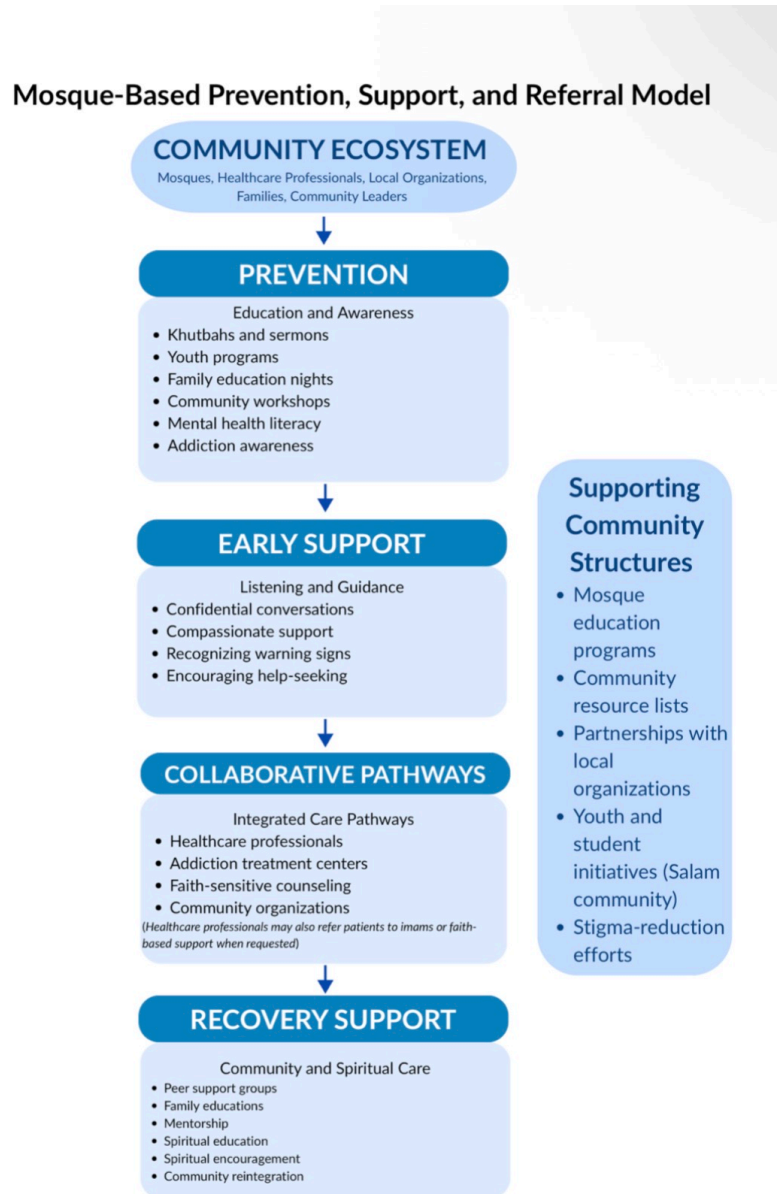 Mosque-Based Prevention, Support, and Referral Model
COMMUNITY ECOSYSTEM
Mosques, Healthcare Professionals, Local Organizations,
Families, Community Leaders
PREVENTION
Education and Awareness
• Khutbahs and sermons
• Youth programs
• Family education nights
• Community workshops
• Mental health literacy
• Addiction awareness
EARLY SUPPORT
Listening and Guidance
• Confidential conversations
• Compassionate support
• Recognizing warning signs
• Encouraging help-seeking
COLLABORATIVE PATHWAYS
Integrated Care Pathways
• Healthcare professionals
• Addiction treatment centers
• Faith-sensitive counseling
• Community organizations
(Healthcare professionals may also refer patients to imams or faith-
based support when requested)
RECOVERY SUPPORT
Community and Spiritual Care
• Peer support groups
• Family educations
• Mentorship
• Spiritual education
• Spiritual encouragement
• Community reintegration
Supporting
Community
Structures
• Mosque
education
programs
• Community
resource lists
• Partnerships with
local
organizations
• Youth and
student
initiatives (Salam
community)
• Stigma-reduction
efforts